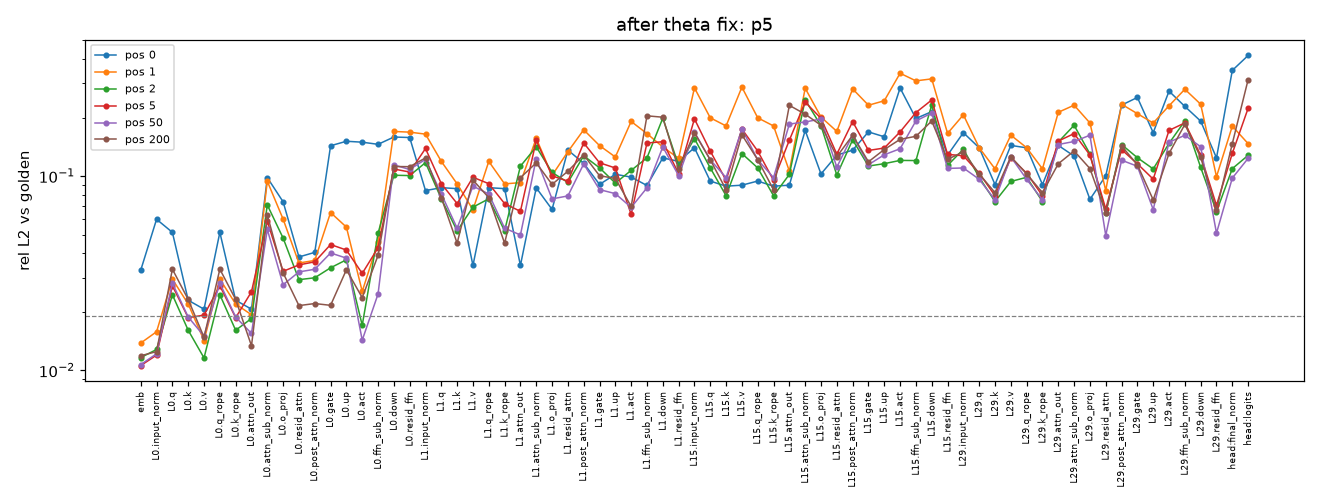 after theta fix: p5
rel L2 vs golden
10⁻¹
10⁻²
pos 0
pos 1
pos 2
pos 5
pos 50
pos 200
emb
L0.input_norm
L0.q
L0.k
L0.v
L0.q_rope
L0.k_rope
L0.attn_out
L0.attn_sub_norm
L0.o_proj
L0.resid_attn
L0.post_attn_norm
L0.gate
L0.up
L0.act
L0.ffn_sub_norm
L0.down
L0.resid_ffn
L1.input_norm
L1.q
L1.k
L1.v
L1.q_rope
L1.k_rope
L1.attn_out
L1.attn_sub_norm
L1.o_proj
L1.resid_attn
L1.post_attn_norm
L1.gate
L1.up
L1.act
L1.ffn_sub_norm
L1.down
L1.resid_ffn
L15.input_norm
L15.q
L15.k
L15.v
L15.q_rope
L15.k_rope
L15.attn_out
L15.attn_sub_norm
L15.o_proj
L15.resid_attn
L15.post_attn_norm
L15.gate
L15.up
L15.act
L15.ffn_sub_norm
L15.down
L15.resid_ffn
L29.input_norm
L29.q
L29.k
L29.v
L29.q_rope
L29.k_rope
L29.attn_out
L29.attn_sub_norm
L29.o_proj
L29.resid_attn
L29.post_attn_norm
L29.gate
L29.up
L29.act
L29.ffn_sub_norm
L29.down
L29.resid_ffn
head:final_norm
head:logits